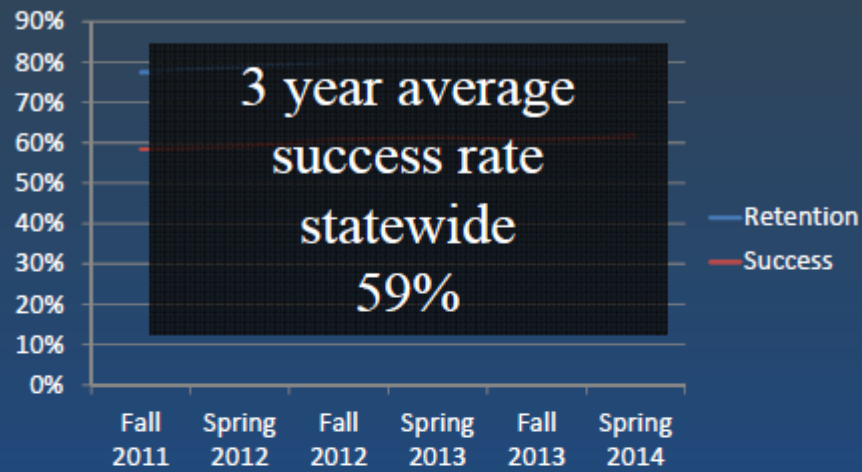 90%
80%
70%
60%
50%
40%
30%
20%
10%
0%
3 year average
success rate
statewide
59%
Retention
Success
Fall Spring Fall Spring Fall Spring
2011 2012 2012 2013 2013 2014